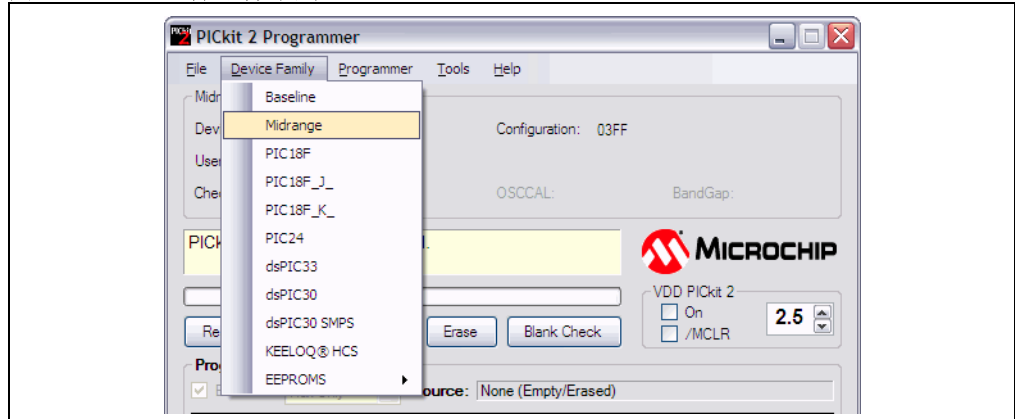 PICkit 2 Programmer
File Device Family Programmer Tools Help
Baseline
Midrange
PIC18F
PIC18F_J_
PIC18F_K_
PIC24
dsPIC33
dsPIC30
dsPIC30 SMPS
KEELOQ® HCS
EEPROMS
Configuration: 03FF
OSCCAL: BandGap:
MICROCHIP
VDD PICkit 2
On
/MCLR
2.5
Erase Blank Check
None (Empty/Erased)